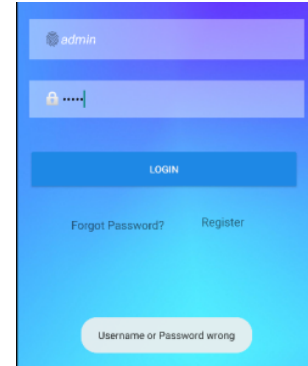 admin
•••••
LOGIN
Forgot Password? Register
Username or Password wrong